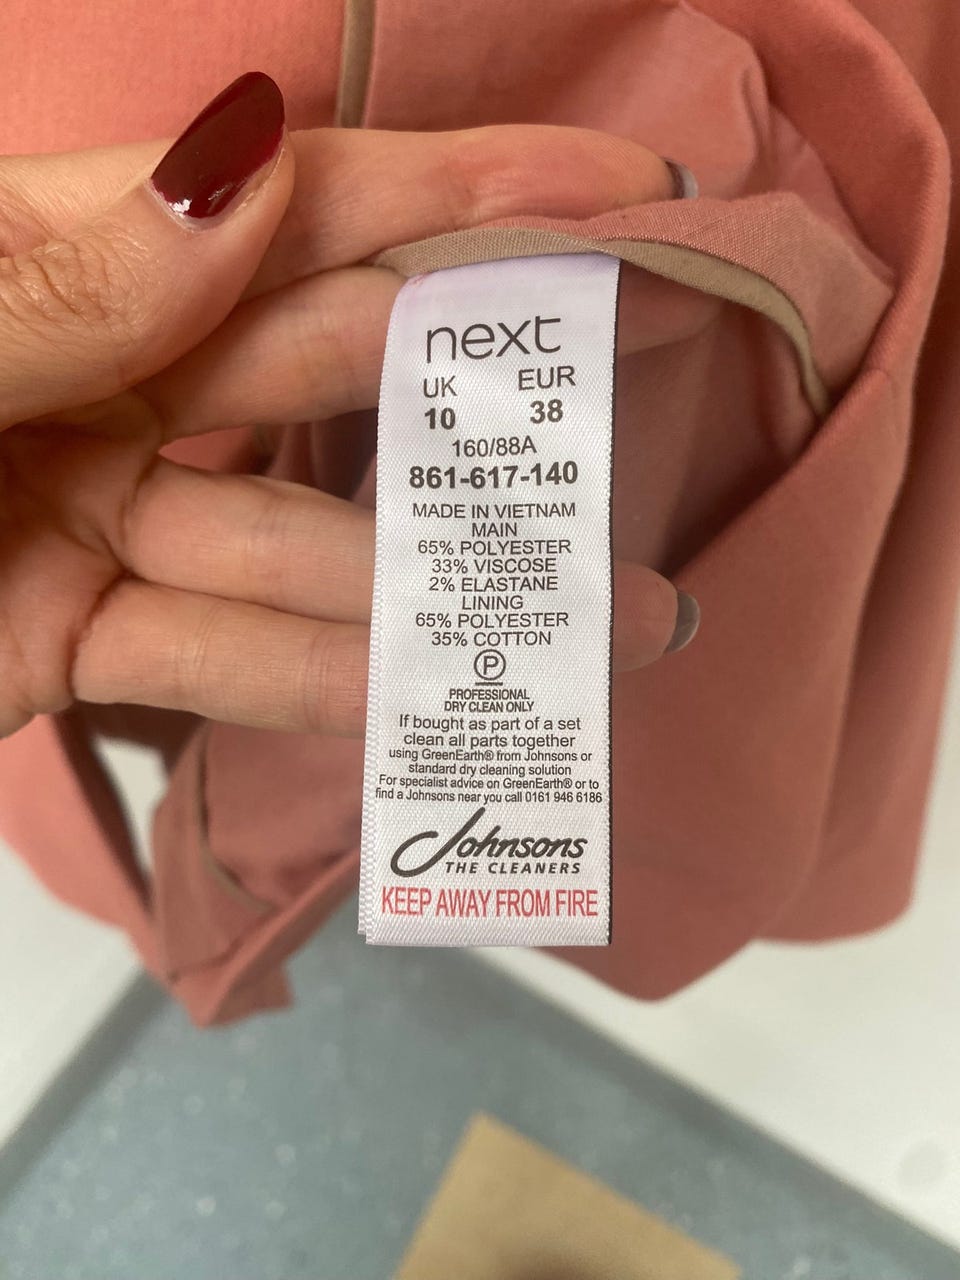 next
UK EUR
10 38
160/88A
861-617-140
MADE IN VIETNAM
MAIN
65% POLYESTER
33% VISCOSE
2% ELASTANE
LINING
65% POLYESTER
35% COTTON
P
PROFESSIONAL
DRY CLEAN ONLY
If bought as part of a set
clean all parts together
using GreenEarth® from Johnsons or
standard dry cleaning solution
For specialist advice on GreenEarth® or to
find a Johnsons near you call 0161 946 6186
Johnsons
THE CLEANERS
KEEP AWAY FROM FIRE